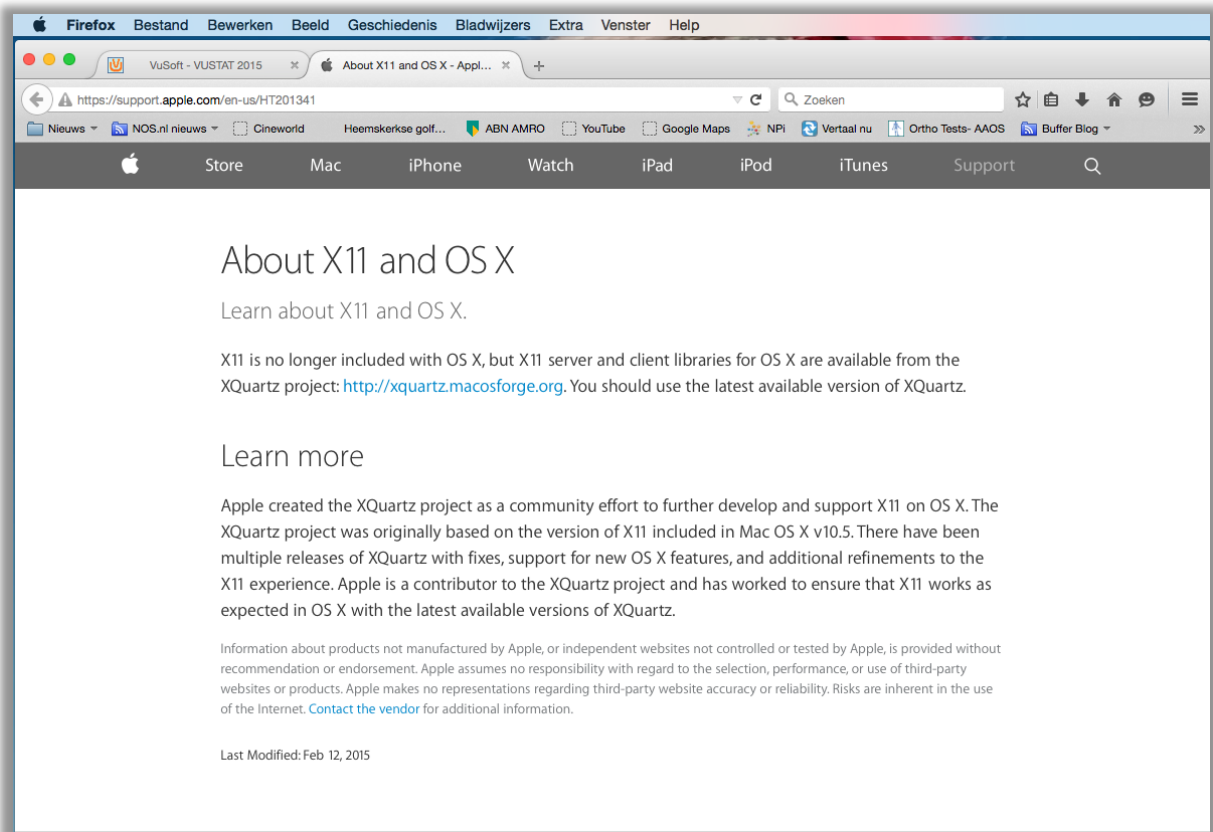 Firefox Bestand Bewerken Beeld Geschiedenis Bladwijzers Extra Venster Help
VuSoft - VUSTAT 2015 About X11 and OS X - Appl...
https://support.apple.com/en-us/HT201341 Zoeken
Nieuws NOS.nl nieuws Cineworld Heemskerkse golf... ABN AMRO YouTube Google Maps NPi Vertaal nu Ortho Tests- AAOS Buffer Blog
Store Mac iPhone Watch iPad iPod iTunes Support
About X11 and OS X
Learn about X11 and OS X.
X11 is no longer included with OS X, but X11 server and client libraries for OS X are available from the
XQuartz project: http://xquartz.macosforge.org. You should use the latest available version of XQuartz.
Learn more
Apple created the XQuartz project as a community effort to further develop and support X11 on OS X. The
XQuartz project was originally based on the version of X11 included in Mac OS X v10.5. There have been
multiple releases of XQuartz with fixes, support for new OS X features, and additional refinements to the
X11 experience. Apple is a contributor to the XQuartz project and has worked to ensure that X11 works as
expected in OS X with the latest available versions of XQuartz.
Information about products not manufactured by Apple, or independent websites not controlled or tested by Apple, is provided without
recommendation or endorsement. Apple assumes no responsibility with regard to the selection, performance, or use of third-party
websites or products. Apple makes no representations regarding third-party website accuracy or reliability. Risks are inherent in the use
of the Internet. Contact the vendor for additional information.
Last Modified: Feb 12, 2015